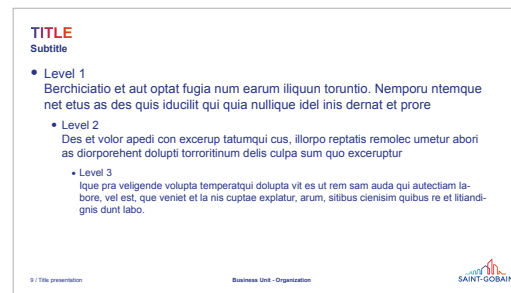 TITLE
Subtitle
• Level 1
Berchiciatio et aut optat fugia num earum iliquun toruntio. Nemporu ntemque
net etus as des quis iducilit qui quia nullique idel inis dernat et prore
• Level 2
Des et volor apedi con excerup tatumqui cus, illorpo reptatis remolec umetur abori
as diorporehent dolupti torroritinum delis culpa sum quo exceruptur
• Level 3
Ique pra veligende volupta temperatqui dolupta vit es ut rem sam auda qui autectiam la-
bore, vel est, que veniet et la nis cuptae explatur, arum, sitibus cienisim quibus re et litiandi-
gnis dunt labo.
9 / Title presentation
Business Unit - Organization
SAINT-GOBAIN